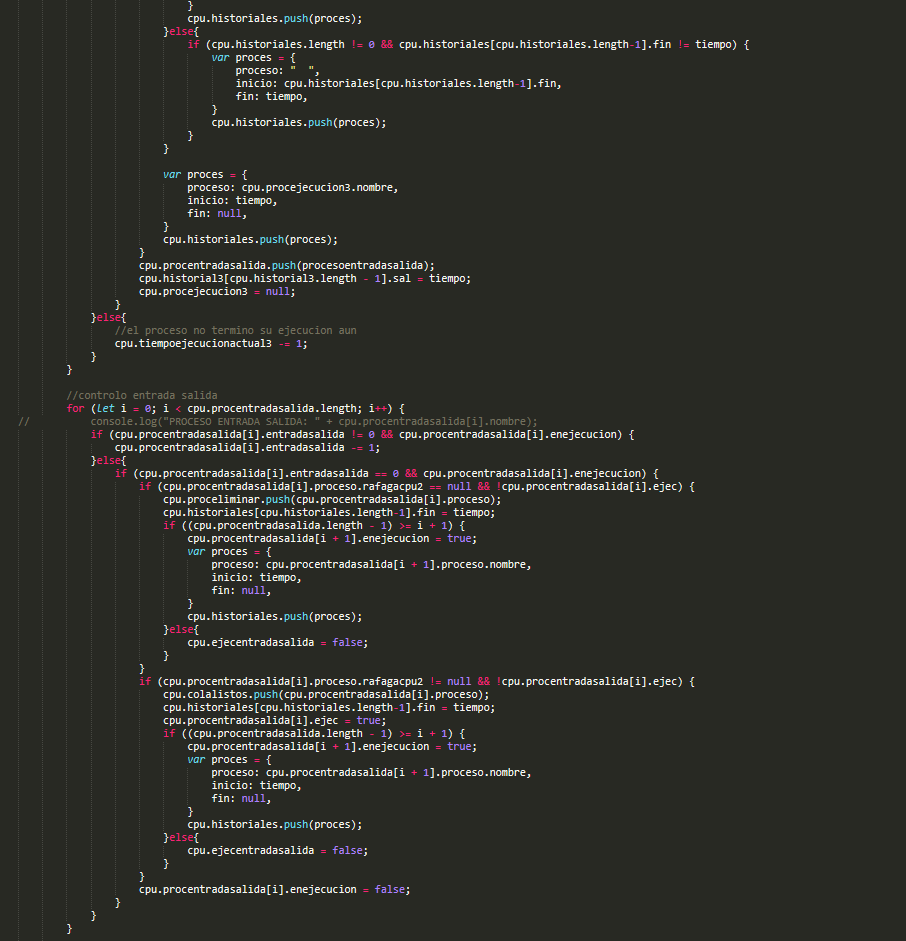 }
cpu.historiales.push(proces);
}else{
if (cpu.historiales.length != 0 && cpu.historiales[cpu.historiales.length-1].fin != tiempo) {
var proces = {
proceso: "  ",
inicio: cpu.historiales[cpu.historiales.length-1].fin,
fin: tiempo,
}
cpu.historiales.push(proces);
}
}
var proces = {
proceso: cpu.procejecucion3.nombre,
inicio: tiempo,
fin: null,
}
cpu.historiales.push(proces);
}
cpu.procentradasalida.push(procesoentradasalida);
cpu.historial3[cpu.historial3.length - 1].sal = tiempo;
cpu.procejecucion3 = null;
}
}else{
//el proceso no termino su ejecucion aun
cpu.tiempoejecucionactual3 -= 1;
}
}
//controlo entrada salida
for (let i = 0; i < cpu.procentradasalida.length; i++) {
// console.log("PROCESO ENTRADA SALIDA: " + cpu.procentradasalida[i].nombre);
if (cpu.procentradasalida[i].entradasalida != 0 && cpu.procentradasalida[i].enejecucion) {
cpu.procentradasalida[i].entradasalida -= 1;
}else{
if (cpu.procentradasalida[i].entradasalida == 0 && cpu.procentradasalida[i].enejecucion) {
if (cpu.procentradasalida[i].proceso.rafagacpu2 == null && !cpu.procentradasalida[i].ejec) {
cpu.proceliminar.push(cpu.procentradasalida[i].proceso);
cpu.historiales[cpu.historiales.length-1].fin = tiempo;
if ((cpu.procentradasalida.length - 1) >= i + 1) {
cpu.procentradasalida[i + 1].enejecucion = true;
var proces = {
proceso: cpu.procentradasalida[i + 1].proceso.nombre,
inicio: tiempo,
fin: null,
}
cpu.historiales.push(proces);
}else{
cpu.ejecentradasalida = false;
}
}
if (cpu.procentradasalida[i].proceso.rafagacpu2 != null && !cpu.procentradasalida[i].ejec) {
cpu.colalistos.push(cpu.procentradasalida[i].proceso);
cpu.historiales[cpu.historiales.length-1].fin = tiempo;
cpu.procentradasalida[i].ejec = true;
if ((cpu.procentradasalida.length - 1) >= i + 1) {
cpu.procentradasalida[i + 1].enejecucion = true;
var proces = {
proceso: cpu.procentradasalida[i + 1].proceso.nombre,
inicio: tiempo,
fin: null,
}
cpu.historiales.push(proces);
}else{
cpu.ejecentradasalida = false;
}
}
cpu.procentradasalida[i].enejecucion = false;
}
}
}